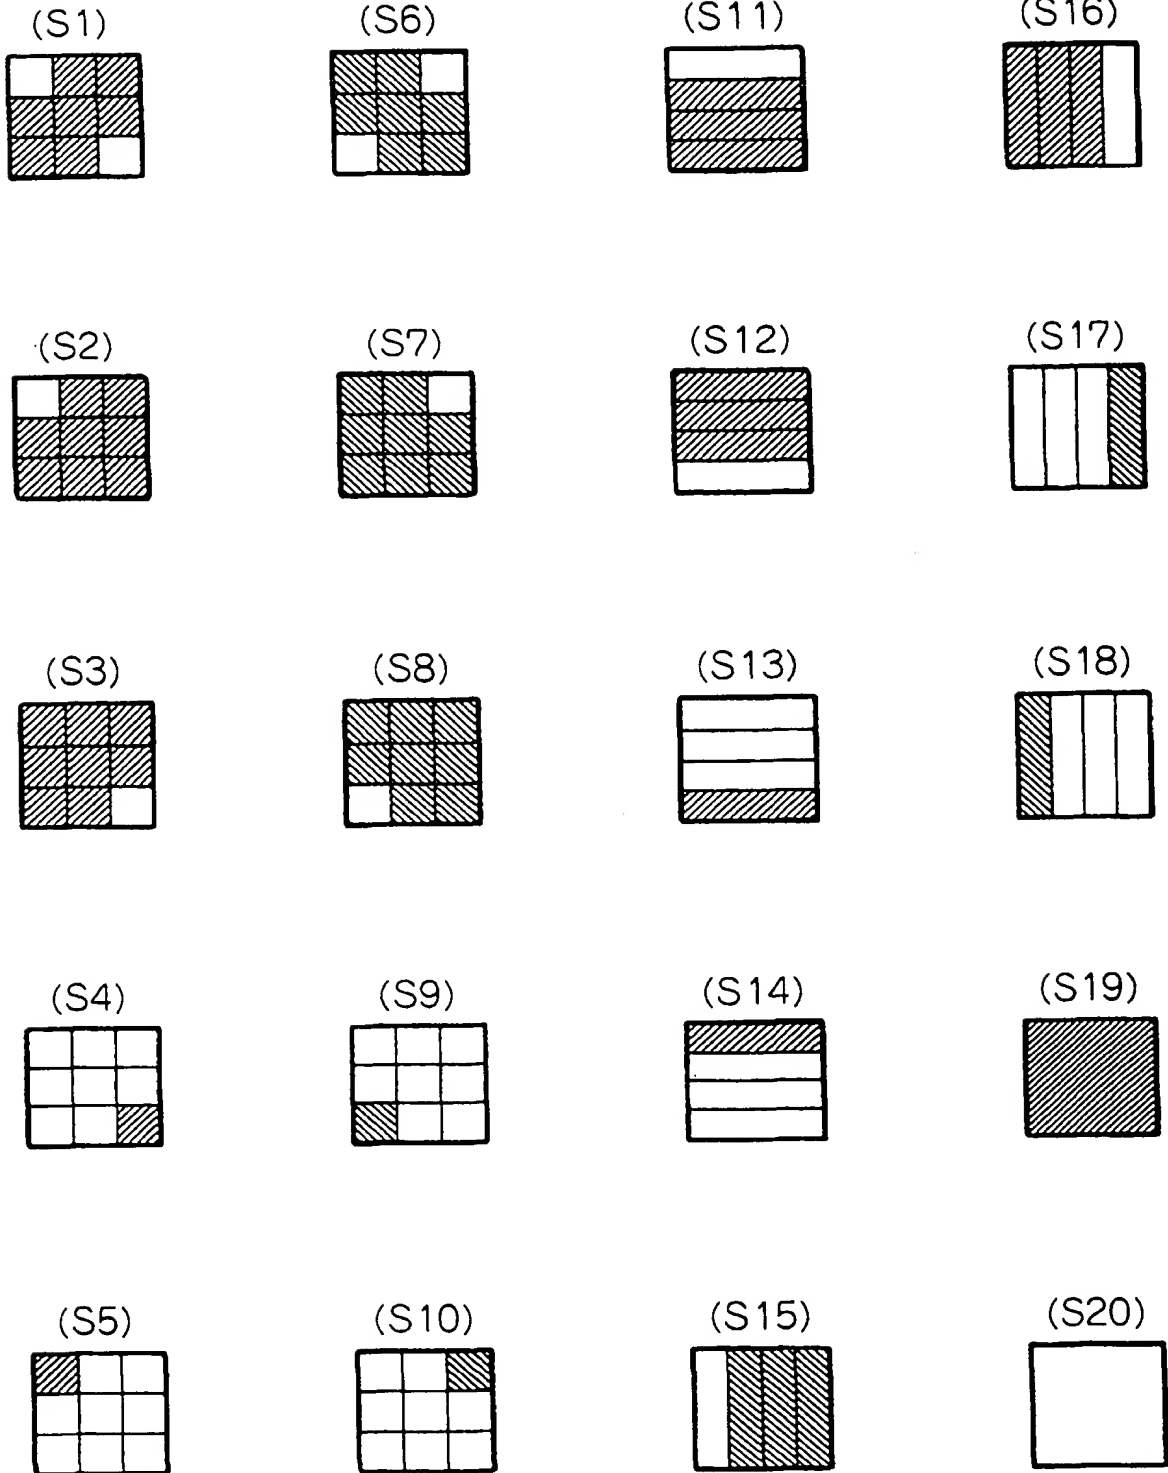 (S1) (S6) (S11) (S16)
(S2) (S7) (S12) (S17)
(S3) (S8) (S13) (S18)
(S4) (S9) (S14) (S19)
(S5) (S10) (S15) (S20)